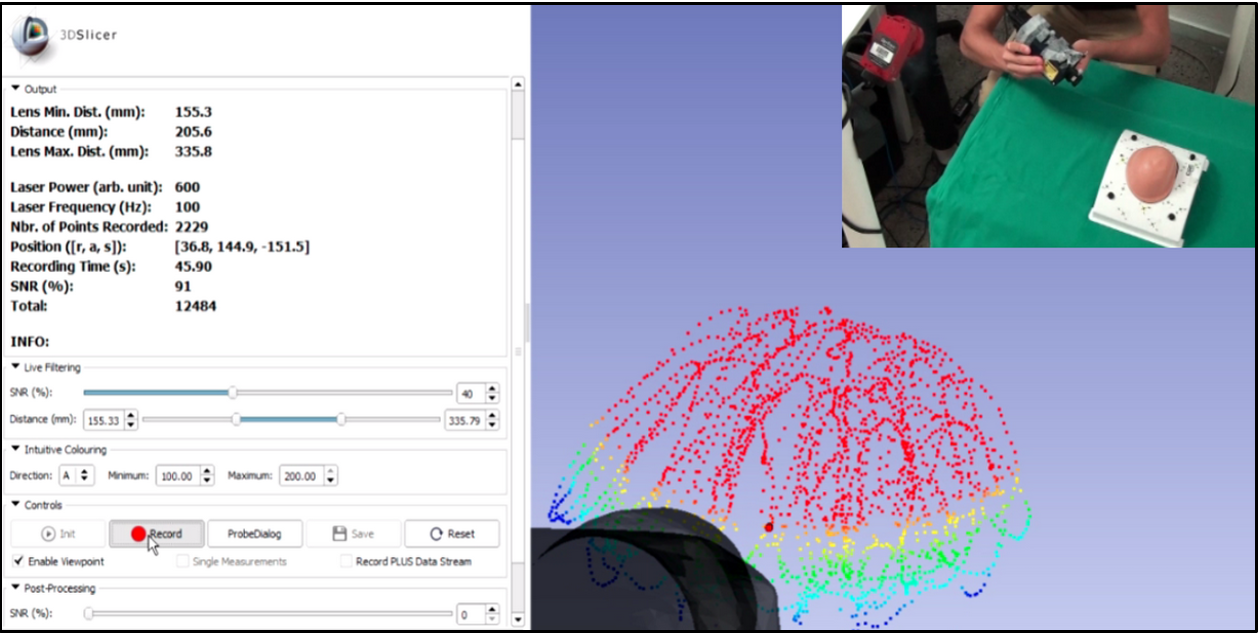 3DSlicer
Output
Lens Min. Dist. (mm): 155.3
Distance (mm): 205.6
Lens Max. Dist. (mm): 335.8
Laser Power (arb. unit): 600
Laser Frequency (Hz): 100
Nbr. of Points Recorded: 2229
Position ([r, a, s]): [36.8, 144.9, -151.5]
Recording Time (s): 45.90
SNR (%): 91
Total: 12484
INFO:
Live Filtering
SNR (%): 40
Distance (mm): 155.33 335.79
Intuitive Colouring
Direction: A Minimum: 100.00 Maximum: 200.00
Controls
Init Record ProbeDialog Save Reset
Enable Viewpoint Single Measurements Record PLUS Data Stream
Post-Processing
SNR (%): 0